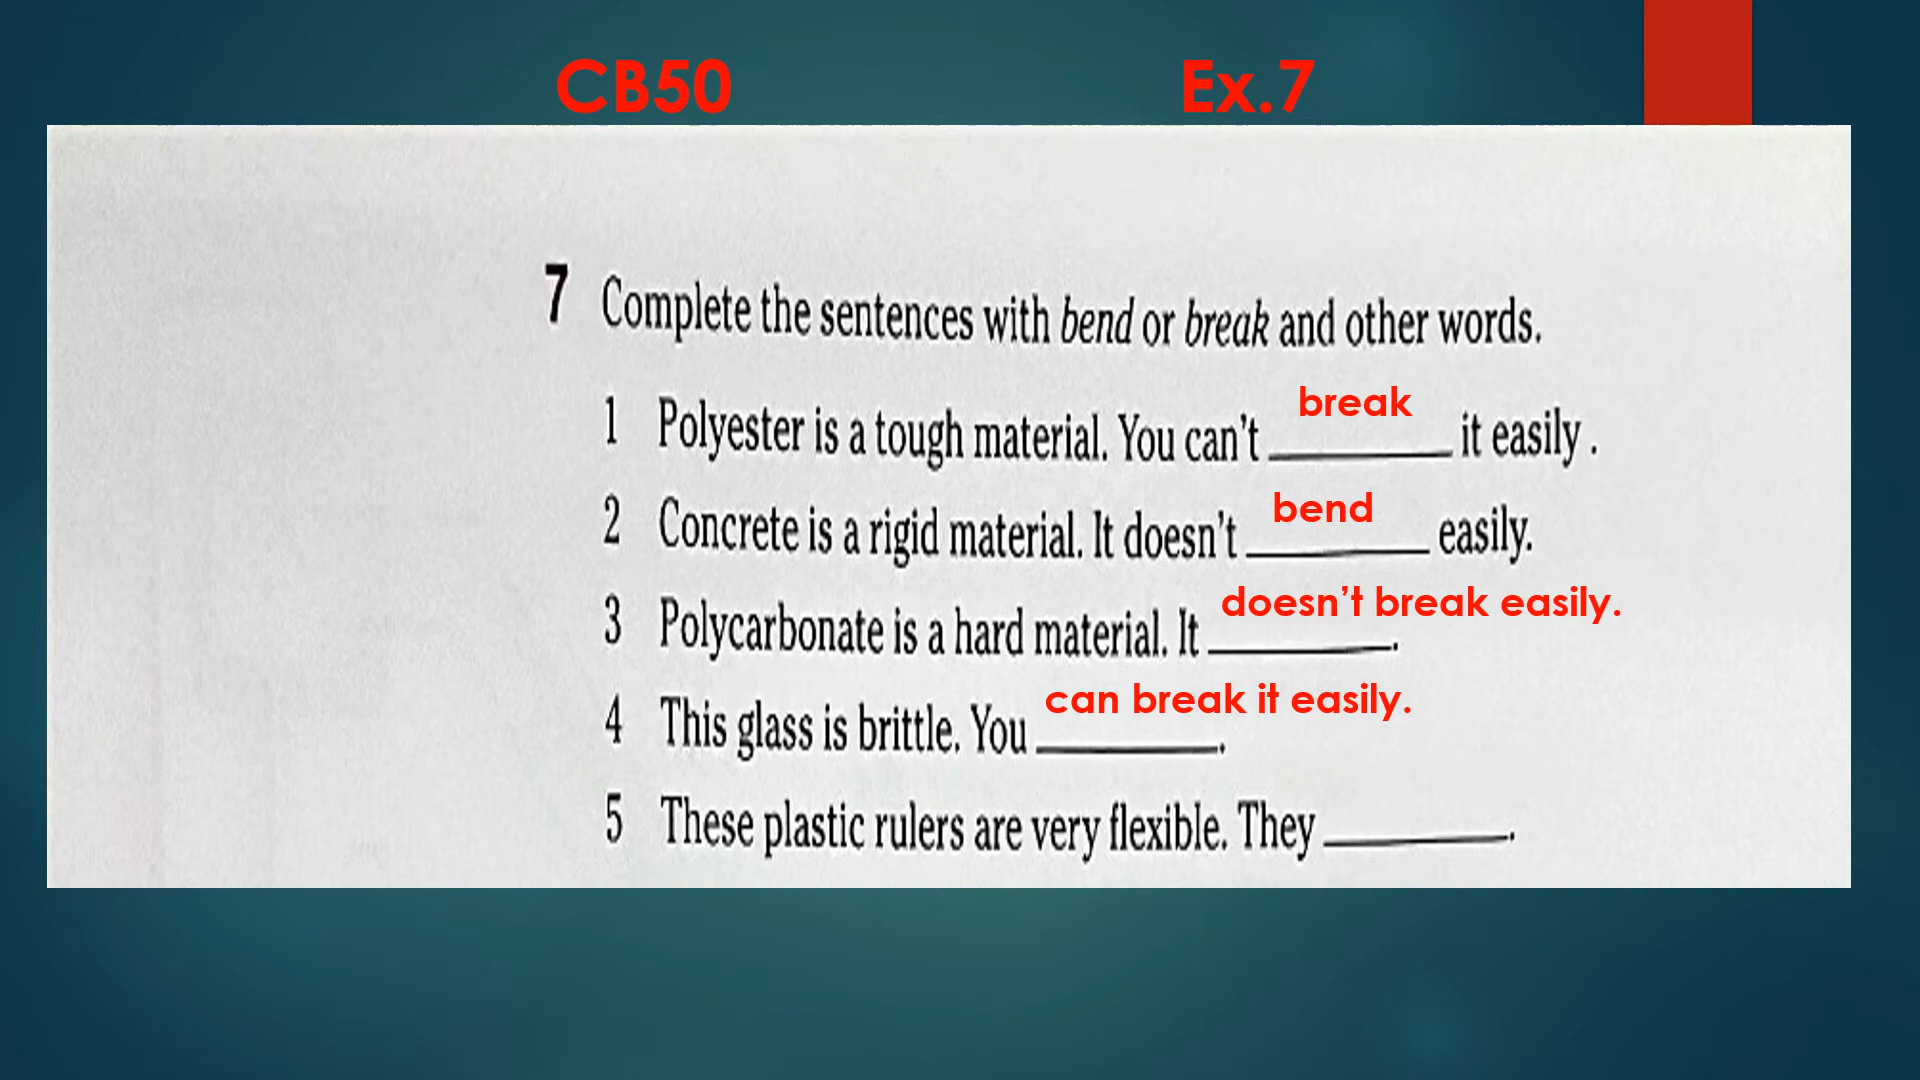 CB50 Ex.7
7 Complete the sentences with bend or break and other words.
break
1 Polyester is a tough material. You can't ________ it easily .
bend
2 Concrete is a rigid material. It doesn't ________ easily.
doesn't break easily.
3 Polycarbonate is a hard material. It ________.
can break it easily.
4 This glass is brittle. You ________.
5 These plastic rulers are very flexible. They ________.